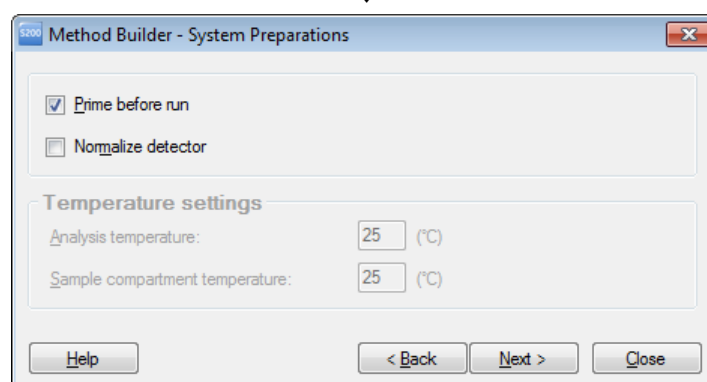 S200 Method Builder - System Preparations
Prime before run
Normalize detector
Temperature settings
Analysis temperature: 25 (°C)
Sample compartment temperature: 25 (°C)
Help < Back Next > Close